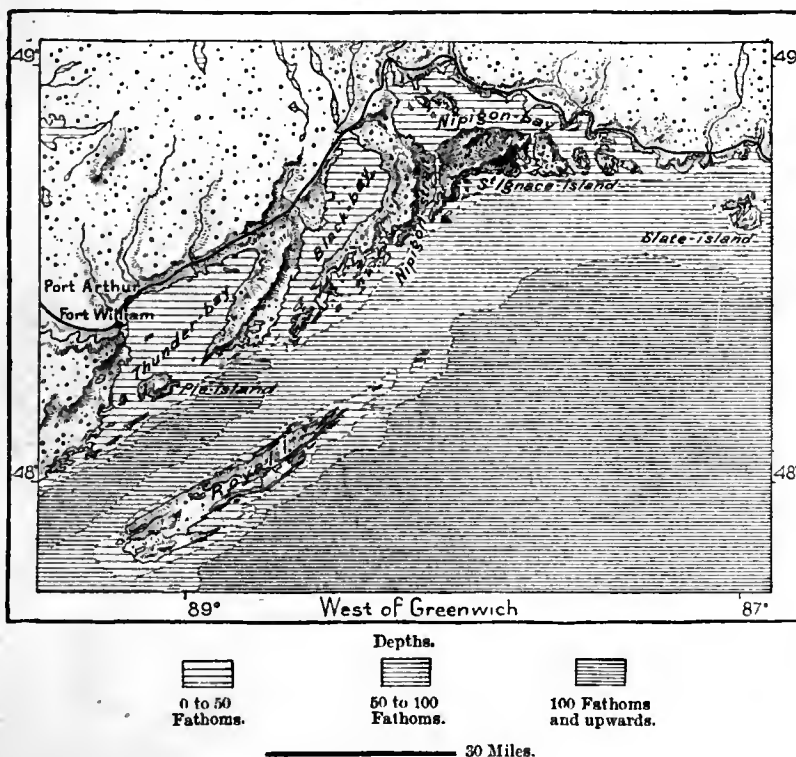 49°
49
Nipigon-bay
Black-bay
St Ignace-Island
Nipigon
Slate-island
Port Arthur
Fort William
Thunder-bay
Pie-island
48°
48°
Royal I.
89°
West of Greenwich
87°
Depths.
0 to 50
Fathoms.
50 to 100
Fathoms.
100 Fathoms
and upwards.
30 Miles.